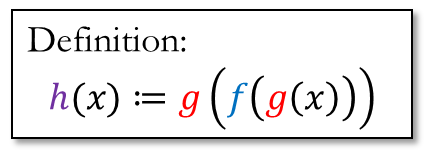 Definition:
h(x) ≔ g(f(g(x)))